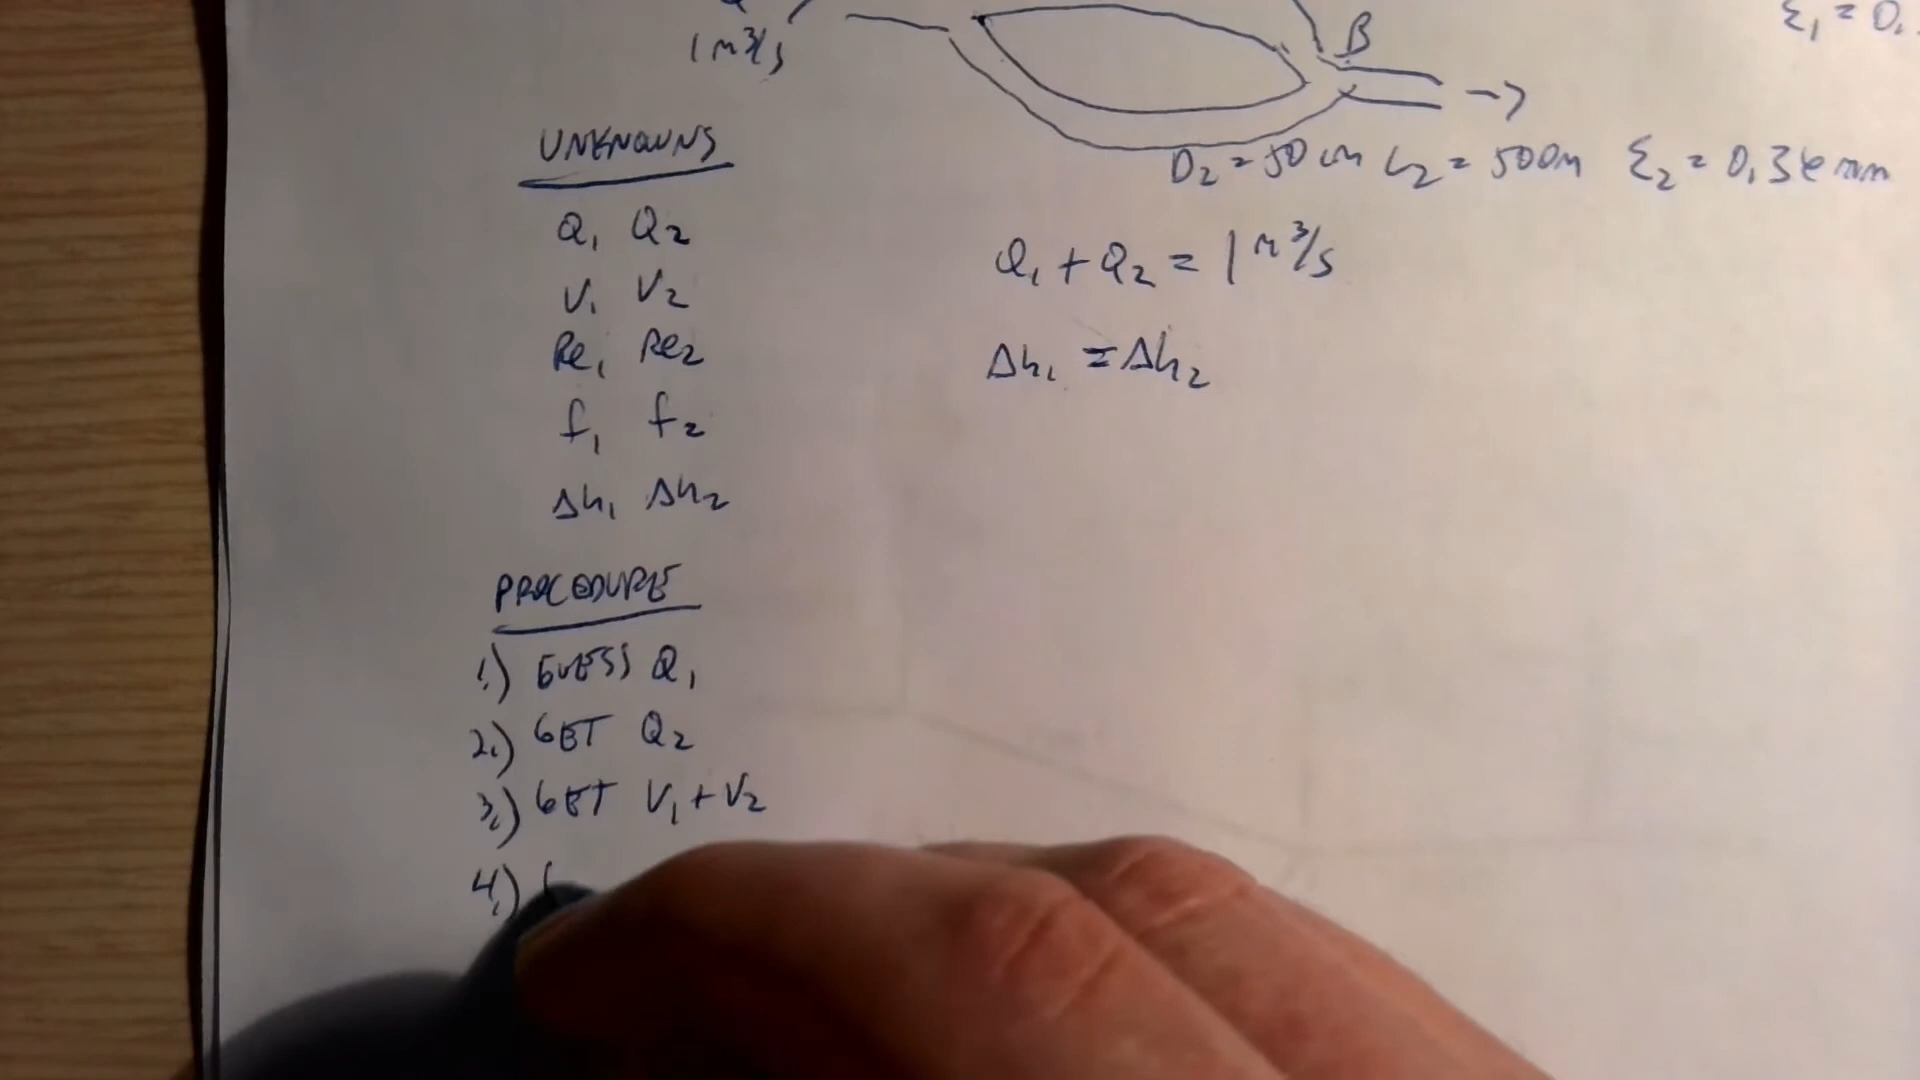 ε₁ = 0.
1 m³/s
B
→
D₂ = 50 cm L₂ = 500m ε₂ = 0,36 mm
UNKNOWNS
Q₁ Q₂
V₁ V₂
Re₁ Re₂
f₁ f₂
Δh₁ Δh₂
Q₁ + Q₂ = 1 m³/s
Δh₁ = Δh₂
PROCEDURE
1.) GUESS Q₁
2.) GET Q₂
3.) GET V₁ + V₂
4.)